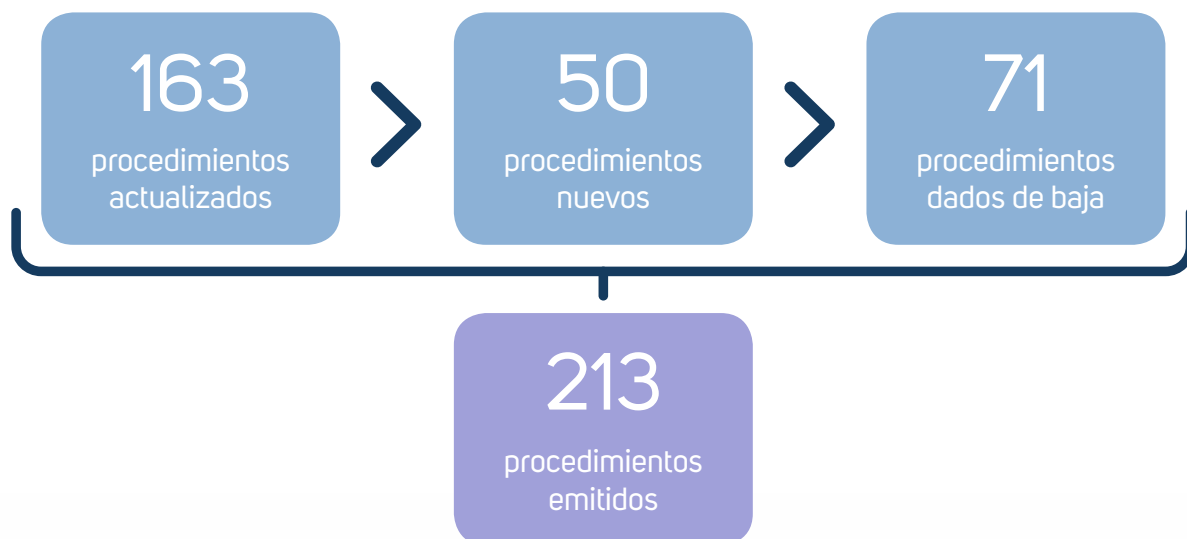 163
procedimientos
actualizados
50
procedimientos
nuevos
71
procedimientos
dados de baja
213
procedimientos
emitidos